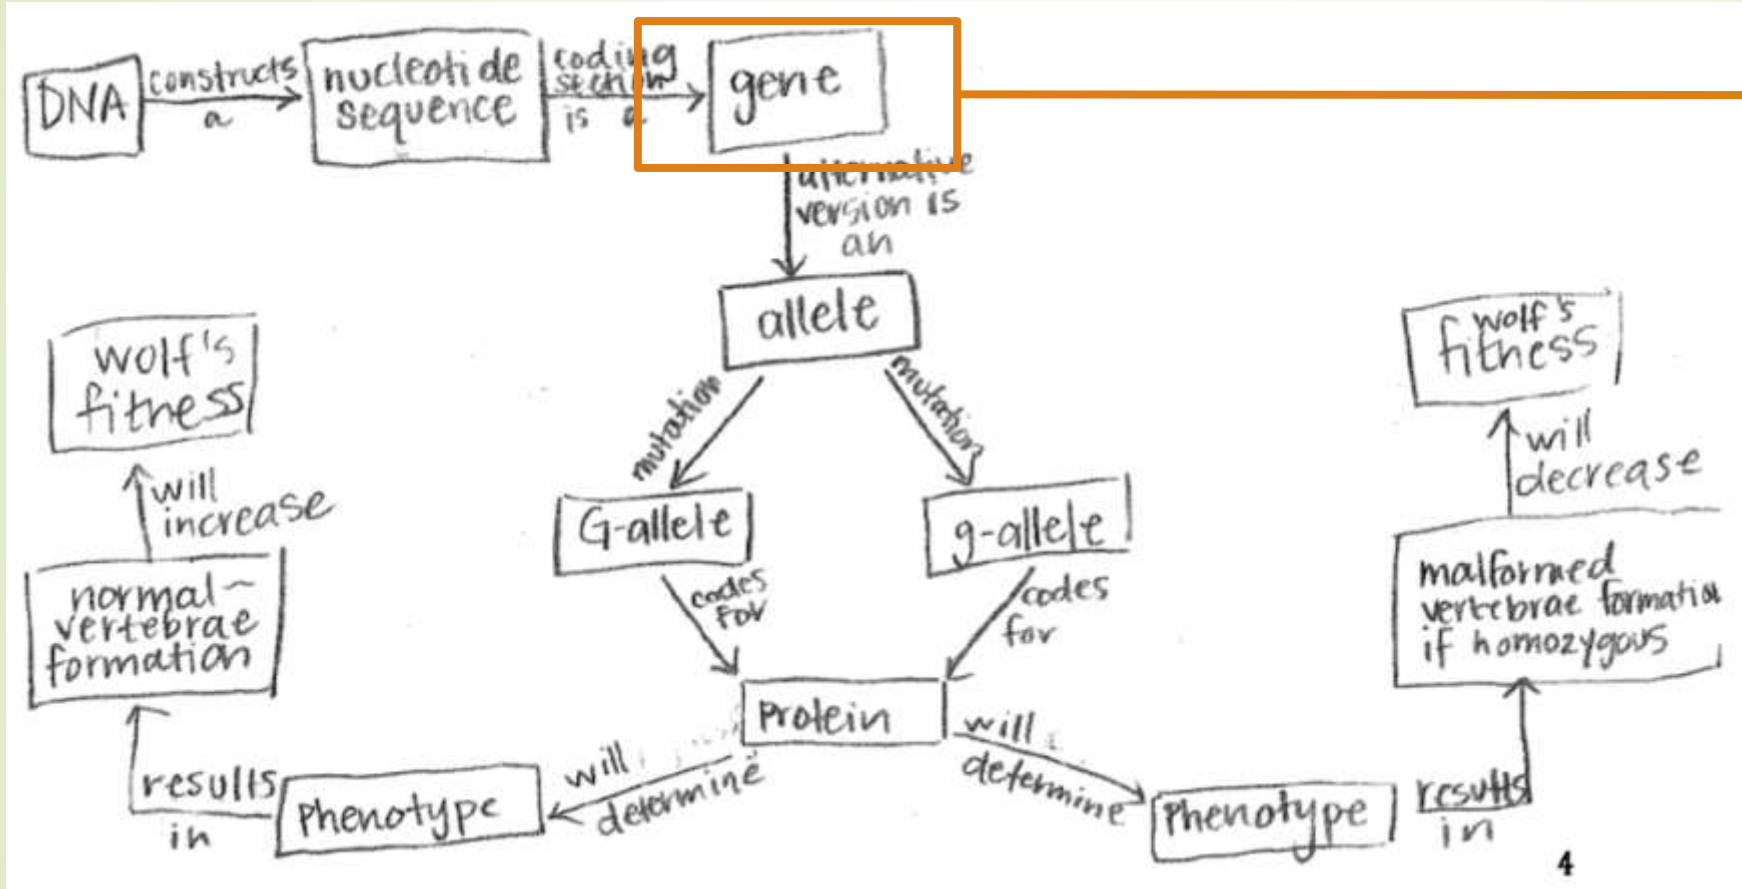 DNA
constructs
a
nucleotide
sequence
coding
section
is a
gene
alternative
version is
an
allele
mutation
mutation
G-allele
g-allele
codes
for
codes
for
Protein
will
determine
will
determine
Phenotype
Phenotype
results
in
results
in
normal
vertebrae
formation
malformed
vertebrae formation
if homozygous
will
increase
will
decrease
wolf's
fitness
wolf's
fitness
4